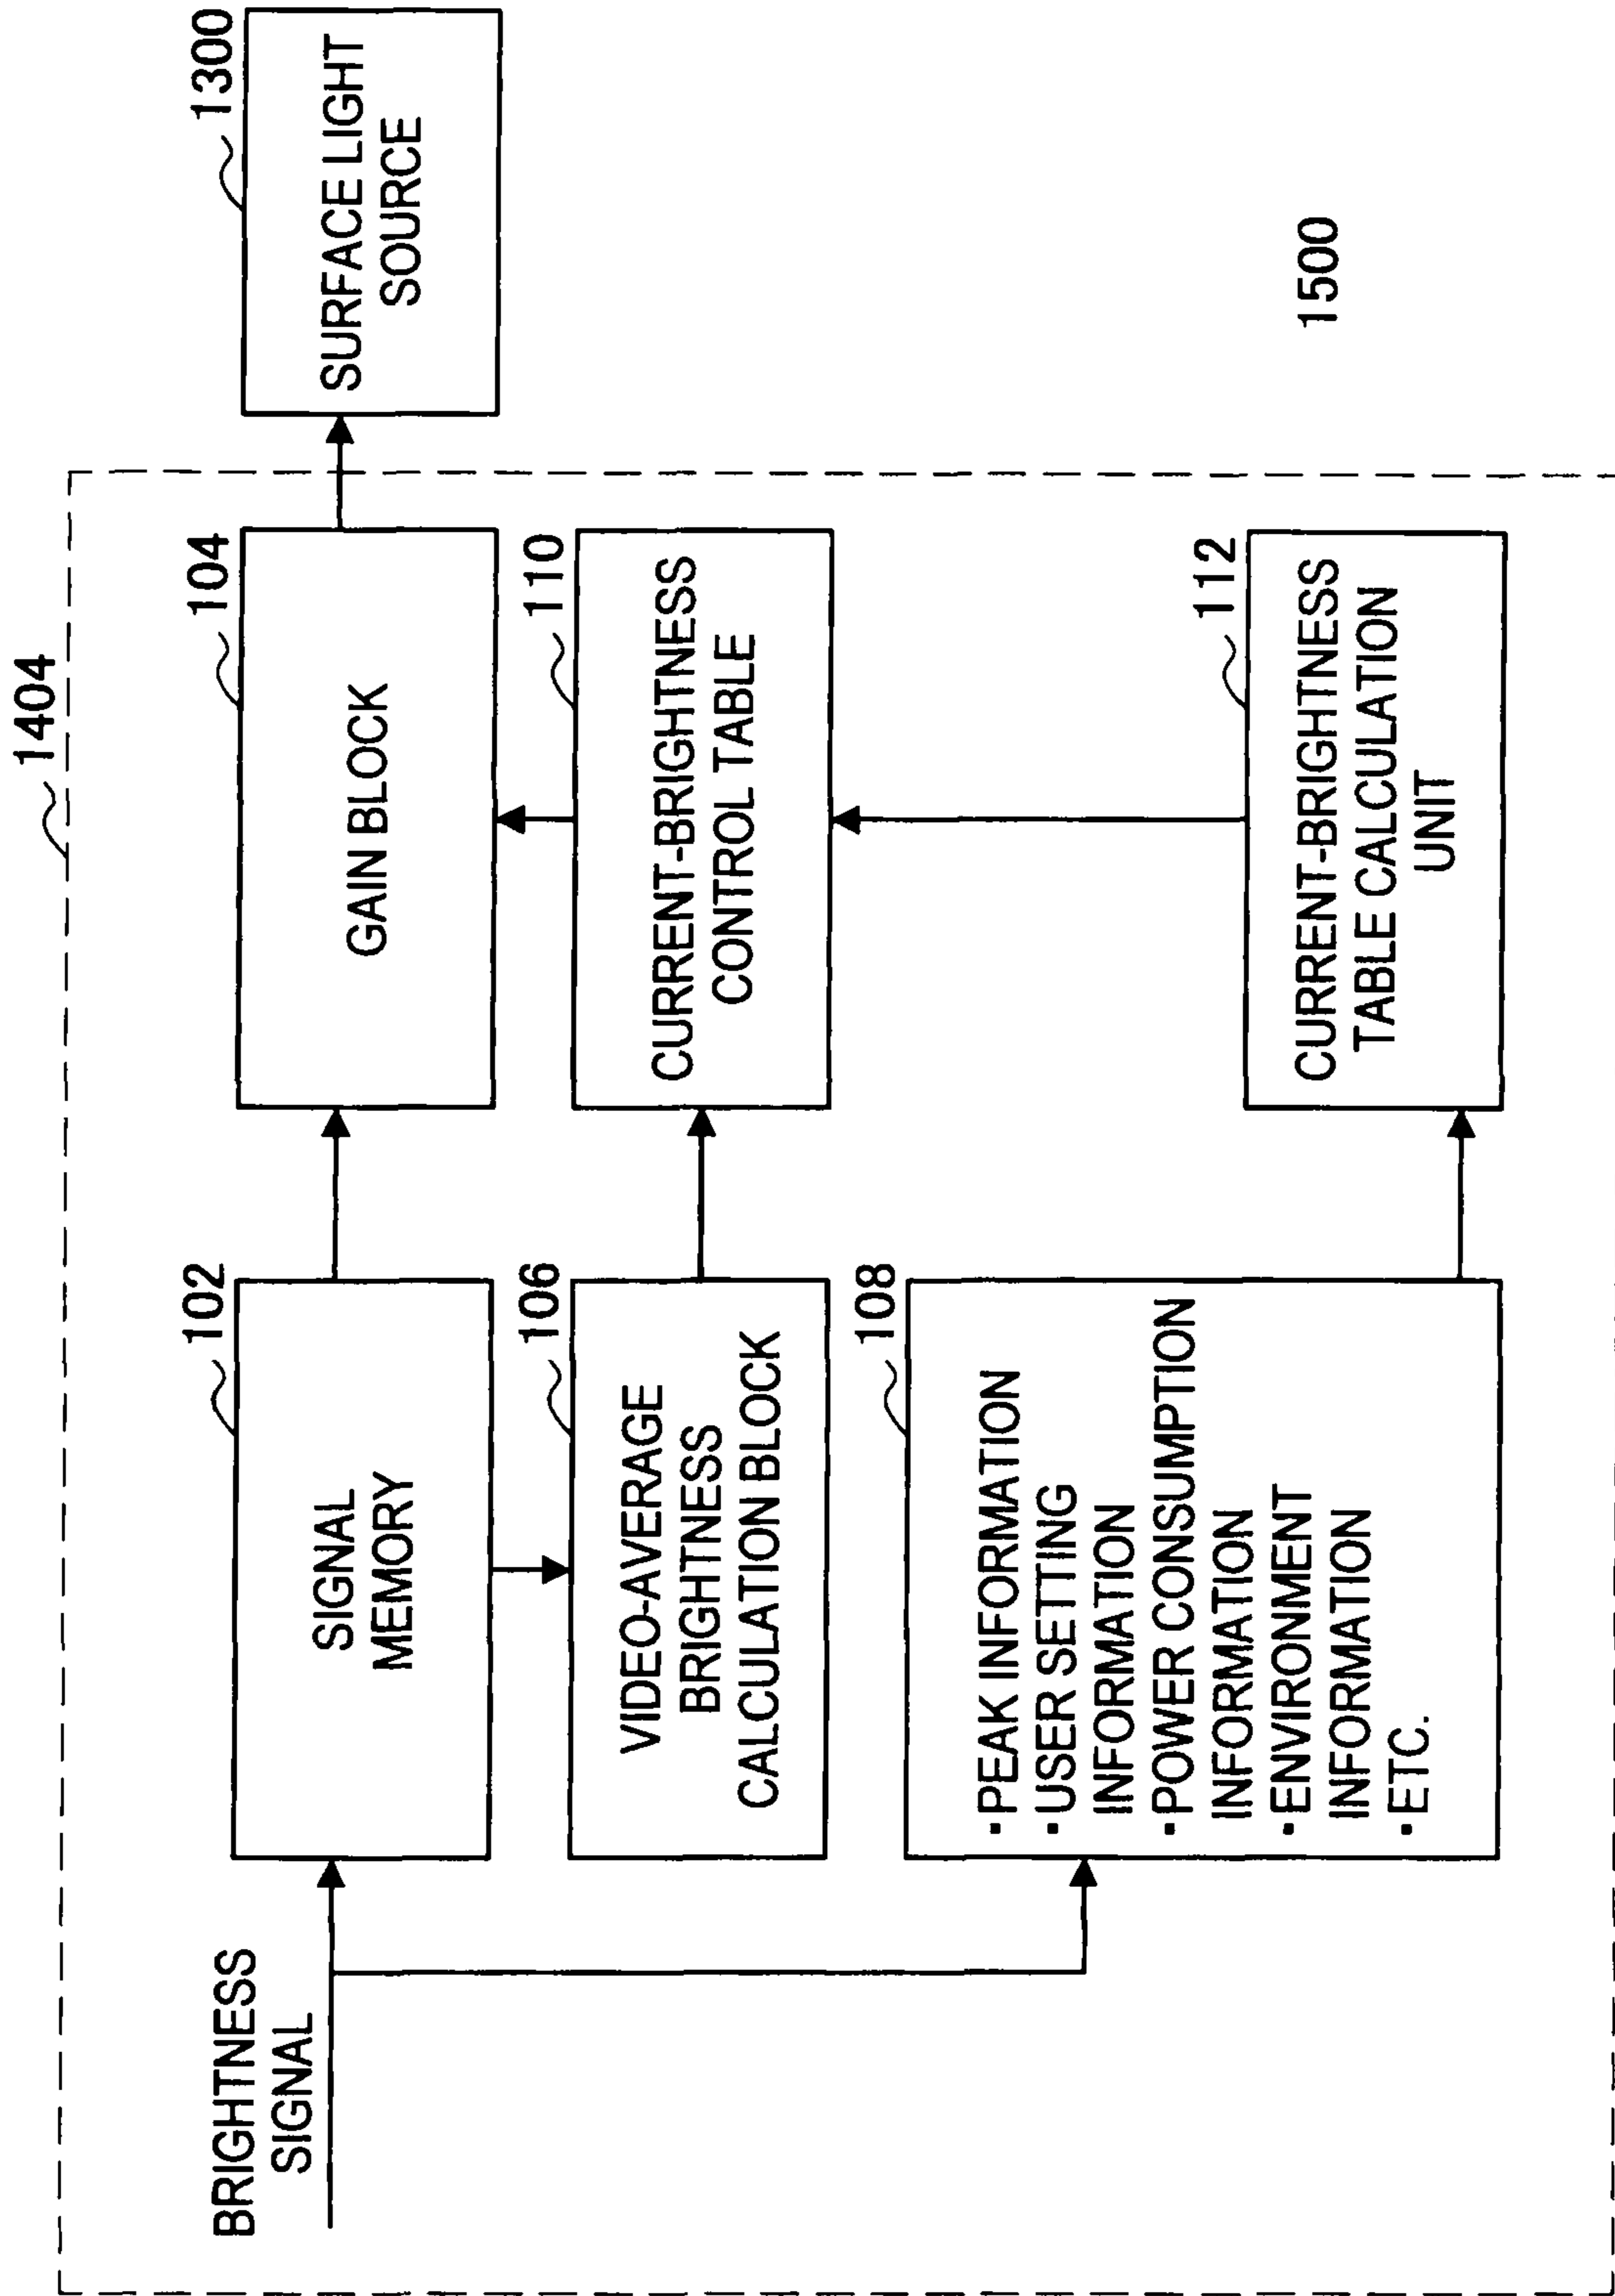 1404
BRIGHTNESS
SIGNAL
102
SIGNAL
MEMORY
104
GAIN BLOCK
1300
SURFACE LIGHT
SOURCE
106
VIDEO-AVERAGE
BRIGHTNESS
CALCULATION BLOCK
110
CURRENT-BRIGHTNESS
CONTROL TABLE
108
・PEAK INFORMATION
・USER SETTING
INFORMATION
・POWER CONSUMPTION
INFORMATION
・ENVIRONMENT
INFORMATION
・ETC.
112
CURRENT-BRIGHTNESS
TABLE CALCULATION
UNIT
1500